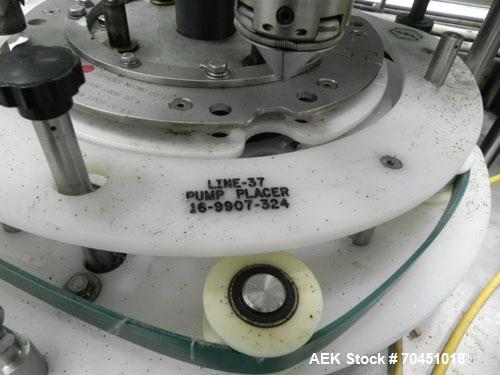 LINE-37
PUMP PLACER
16-9907-324
AEK Stock# 70451018